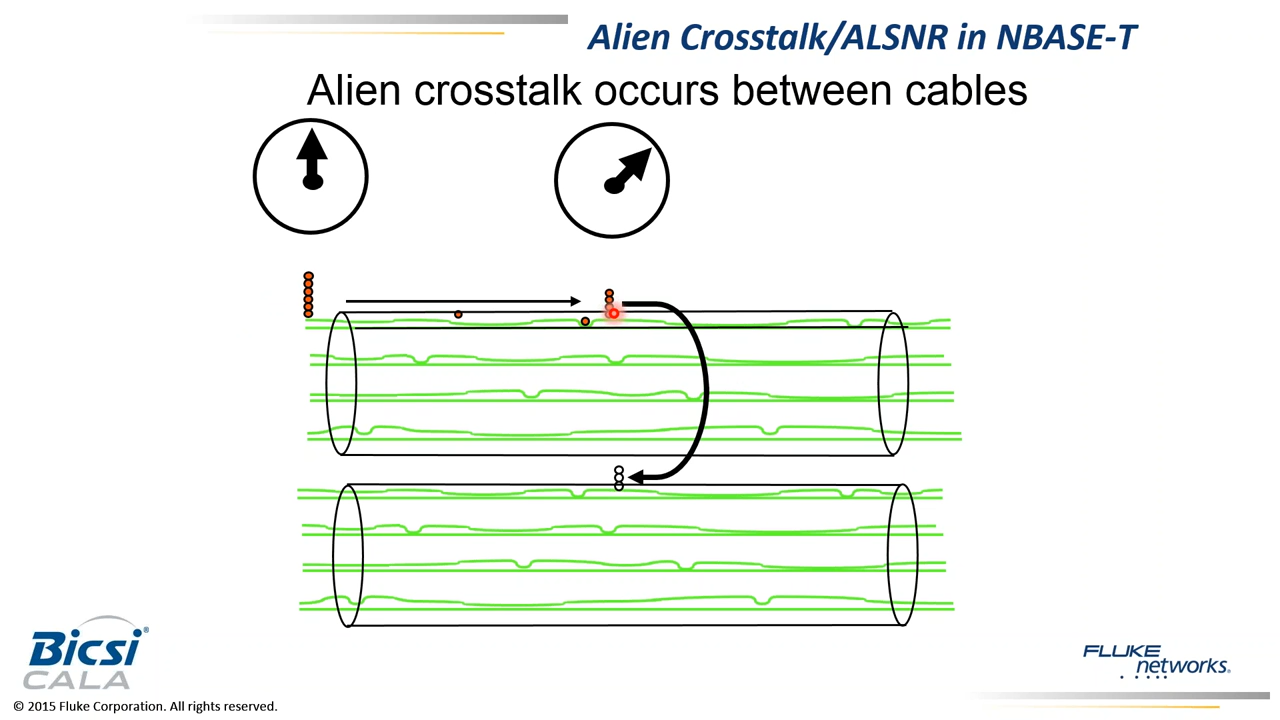 Alien Crosstalk/ALSNR in NBASE-T
Alien crosstalk occurs between cables
Bicsi®
CALA
FLUKE
networks®
© 2015 Fluke Corporation. All rights reserved.